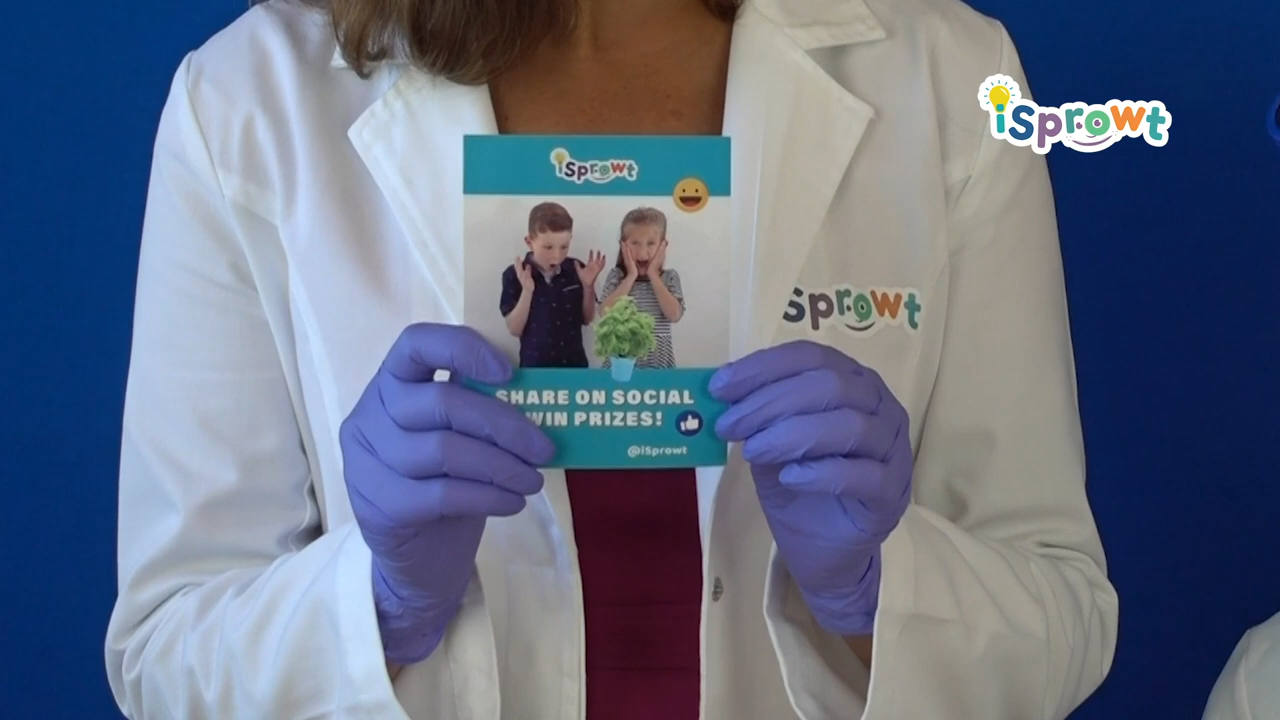 iSprowt
iSprowt
SHARE ON SOCIAL
WIN PRIZES!
@iSprowt
Sprowt